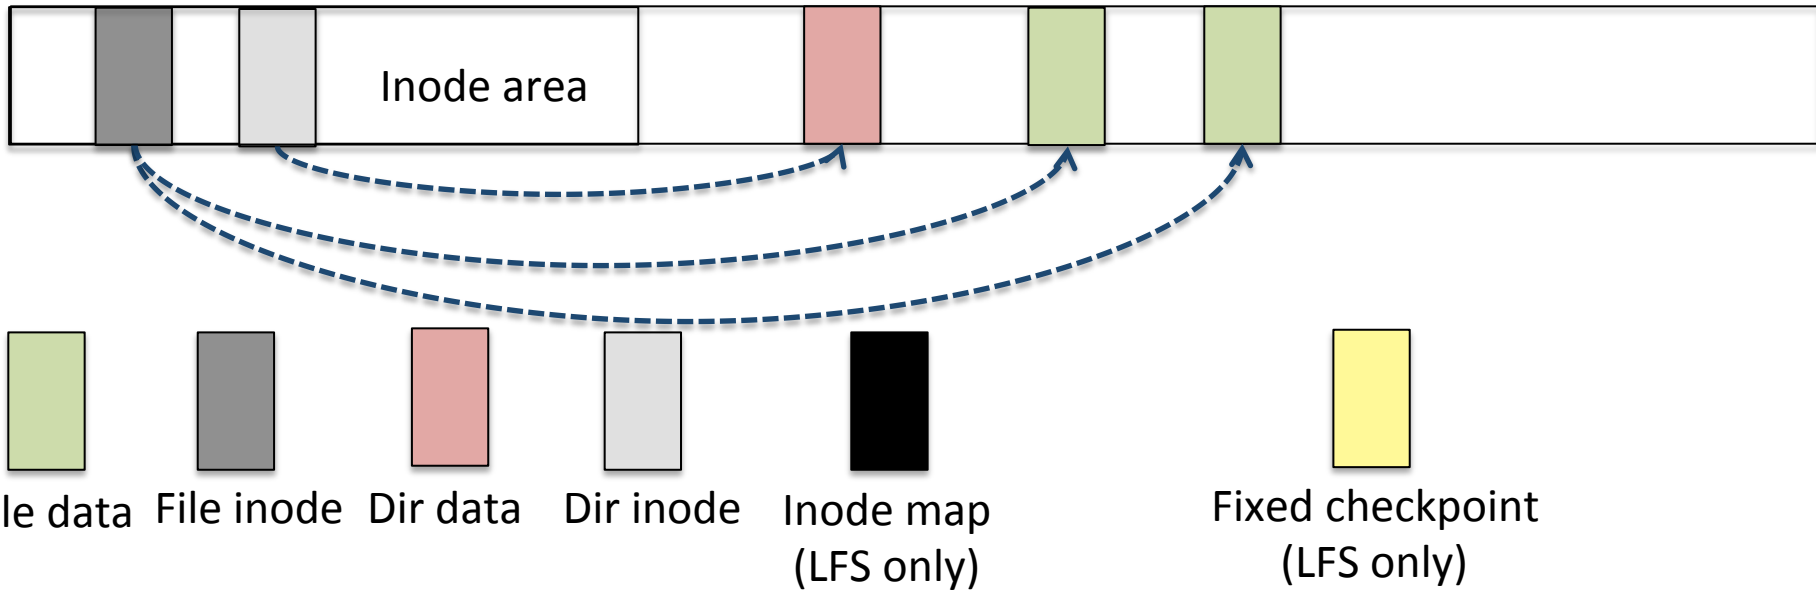 Inode area
le data
File inode
Dir data
Dir inode
Inode map
(LFS only)
Fixed checkpoint
(LFS only)